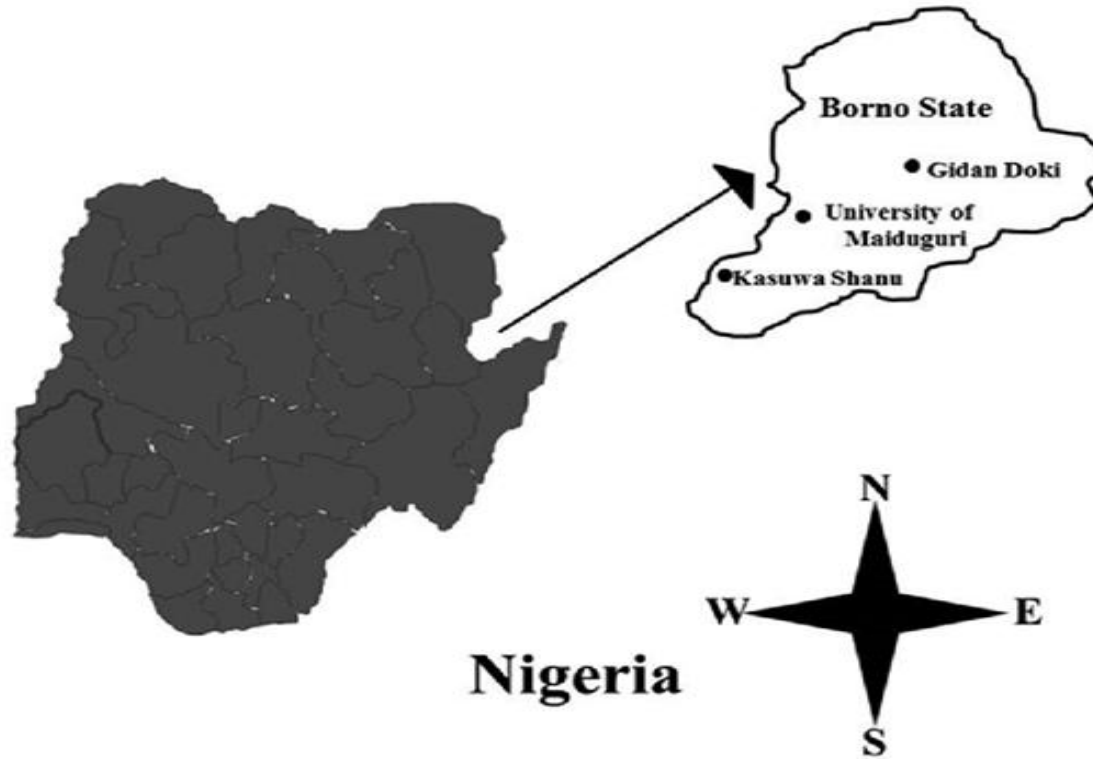 Borno State
Gidan Doki
University of
Maiduguri
Kasuwa Shanu
N
W
E
S
Nigeria